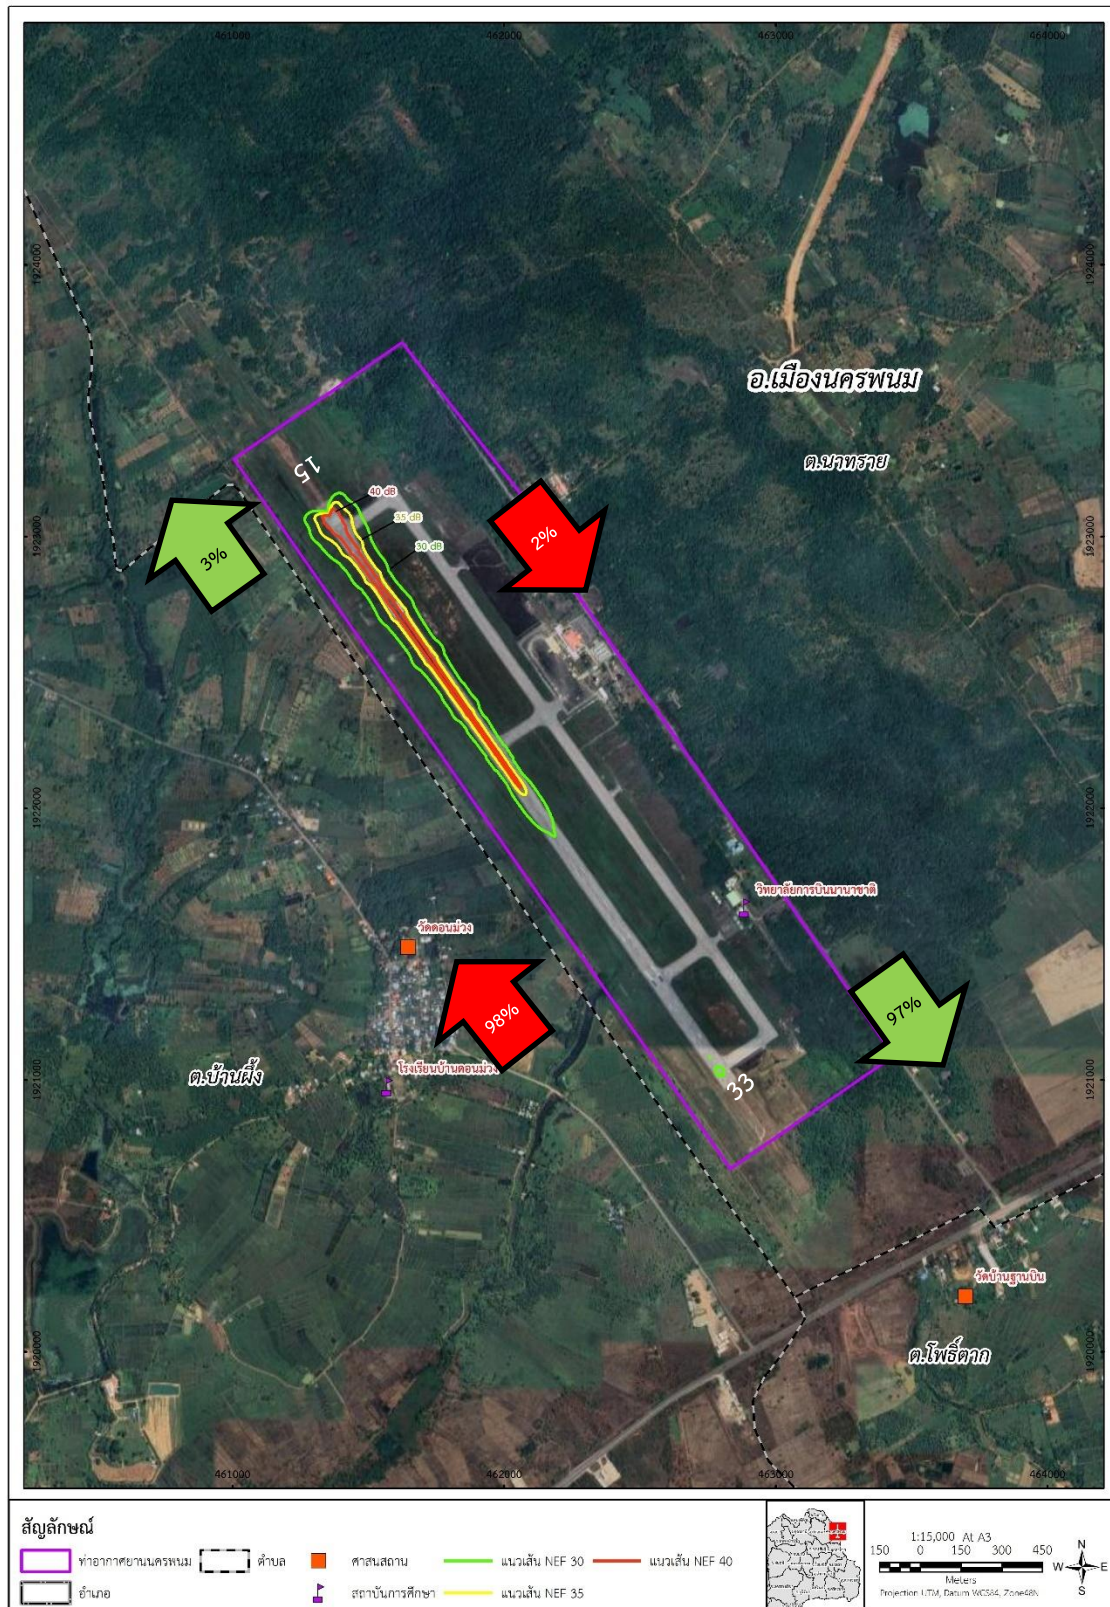 461000 462000 463000 464000
1924000 1924000
อ.เมืองนครพนม
ต.นาทราย
15
40 dB
35 dB
30 dB
2%
3%
1923000 1923000
1922000 1922000
วิทยาลัยการบินนานาชาติ
วัดดอนม่วง
98%
97%
โรงเรียนบ้านดอนม่วง
ต.บ้านผึ้ง
33
1921000 1921000
วัดบ้านฐานบิน
ต.โพธิ์ตาก
1920000 1920000
461000 462000 463000 464000
สัญลักษณ์
ท่าอากาศยานนครพนม ตำบล ศาสนสถาน แนวเส้น NEF 30 แนวเส้น NEF 40
อำเภอ สถาบันการศึกษา แนวเส้น NEF 35
1:15,000 At A3
150 0 150 300 450
Meters
Projection UTM, Datum WGS84, Zone48N
N
W E
S